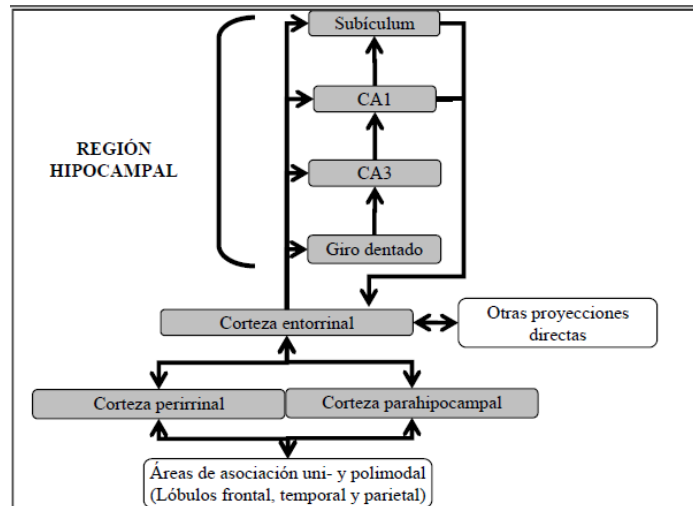 Subículum
CA1
REGIÓN
HIPOCAMPAL
CA3
Giro dentado
Corteza entorrinal
Otras proyecciones
directas
Corteza perirrinal
Corteza parahipocampal
Áreas de asociación uni- y polimodal
(Lóbulos frontal, temporal y parietal)